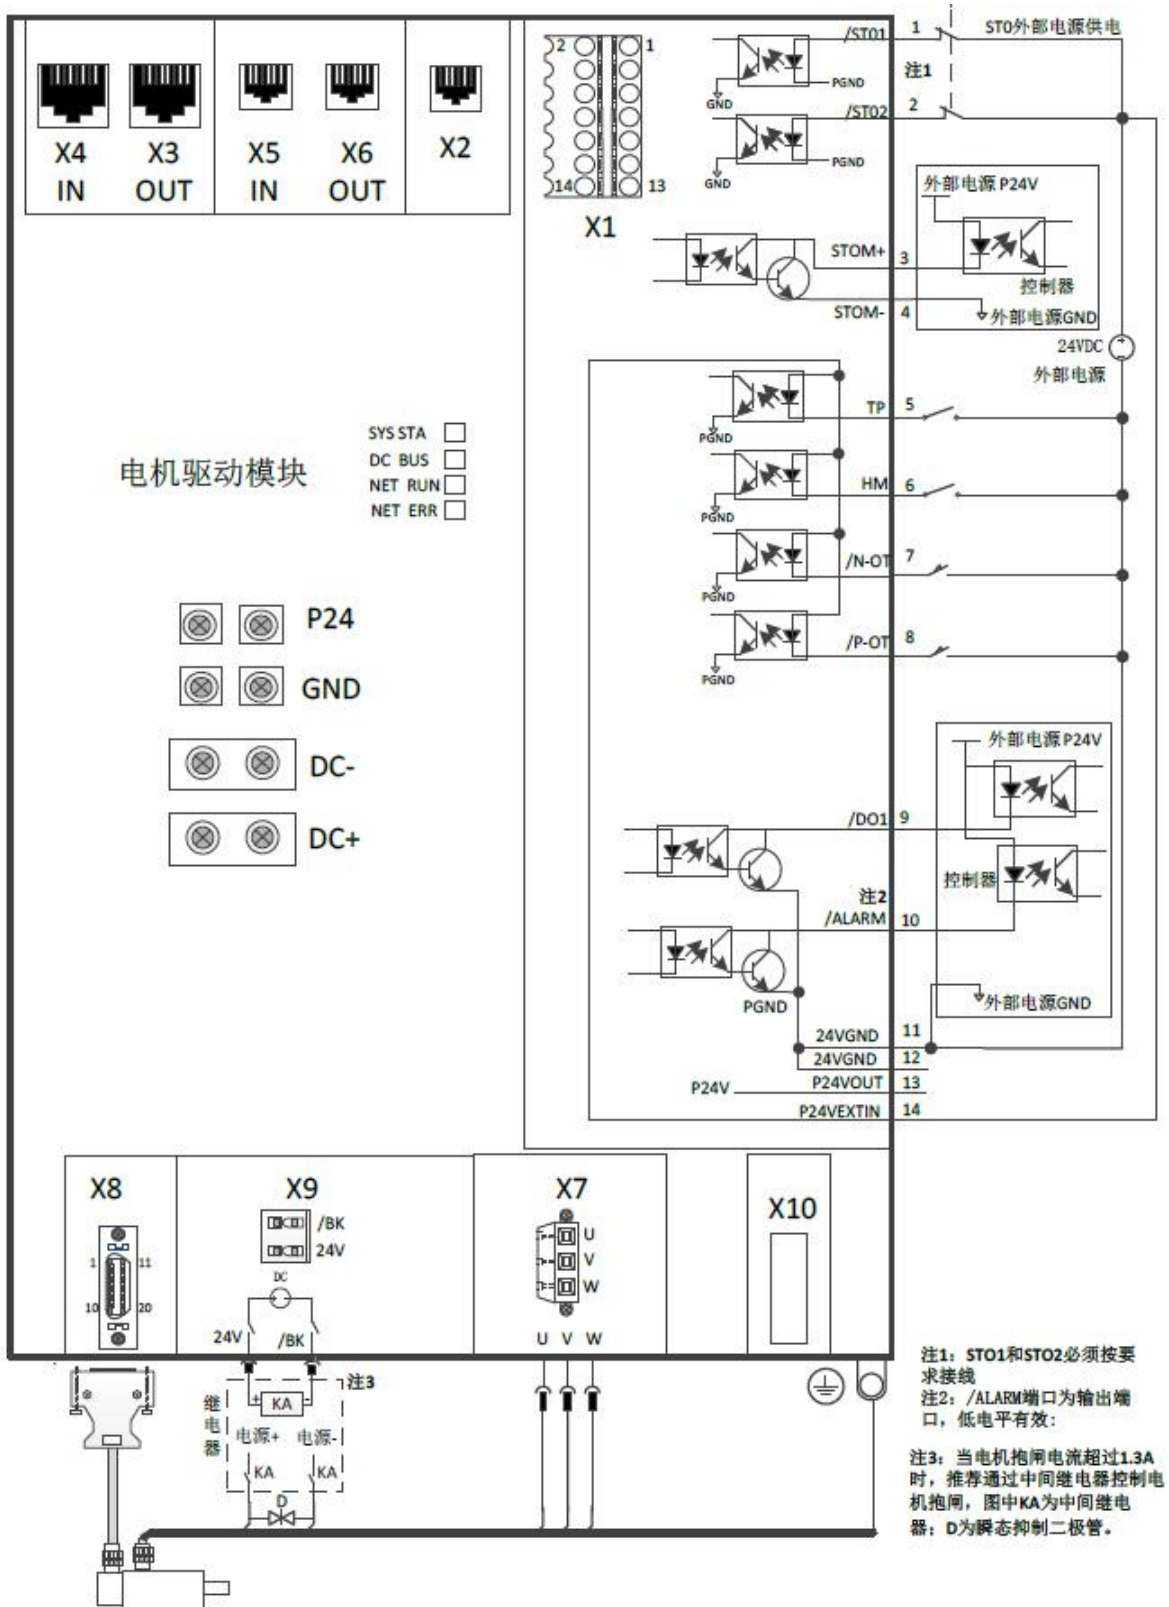 X4
IN
X3
OUT
X5
IN
X6
OUT
X2
2
1
14
13
X1
/STO1
1
STO外部电源供电
PGND
GND
注1
/STO2
2
PGND
GND
外部电源 P24V
STOM+
3
控制器
STOM-
4
外部电源GND
24VDC
外部电源
TP
5
PGND
HM
6
PGND
/N-OT
7
PGND
/P-OT
8
PGND
SYS STA
DC BUS
NET RUN
NET ERR
电机驱动模块
P24
GND
DC-
DC+
外部电源P24V
/DO1
9
控制器
注2
/ALARM
10
PGND
外部电源GND
24VGND
11
24VGND
12
P24V
P24VOUT
13
P24VEXTIN
14
X8
1
11
10
20
X9
/BK
24V
DC
24V
/BK
X7
U
V
W
U V W
X10
注3
继电器
+
KA
-
电源+
电源-
KA
KA
D
注1：STO1和STO2必须按要
求接线
注2：/ALARM端口为输出端
口，低电平有效：
注3：当电机抱闸电流超过1.3A
时，推荐通过中间继电器控制电
机抱闸，图中KA为中间继电
器；D为瞬态抑制二极管。